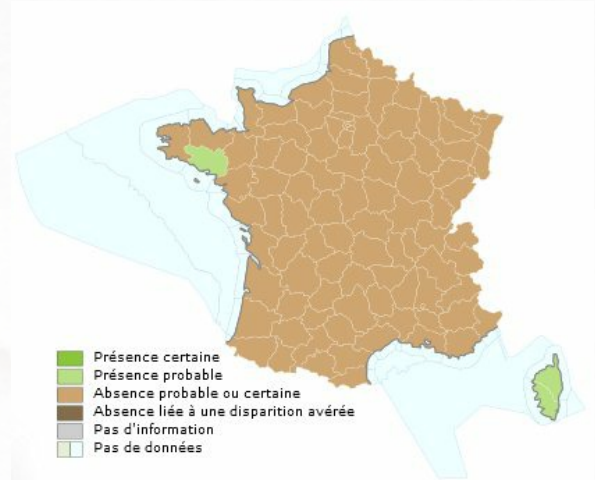 Présence certaine
Présence probable
Absence probable ou certaine
Absence liée à une disparition avérée
Pas d'information
Pas de données